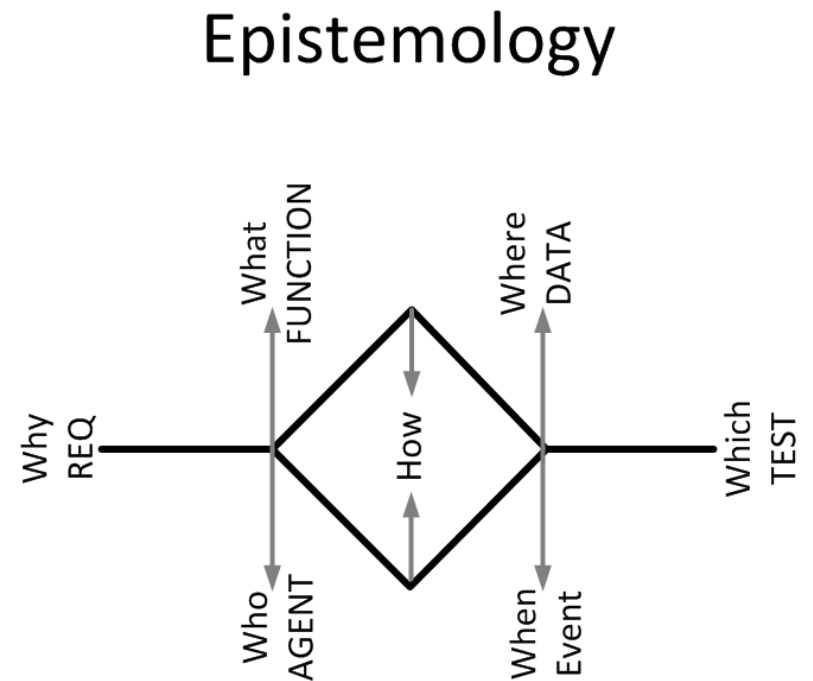 Epistemology
What
FUNCTION
Where
DATA
Why
REQ
How
Which
TEST
Who
AGENT
When
Event